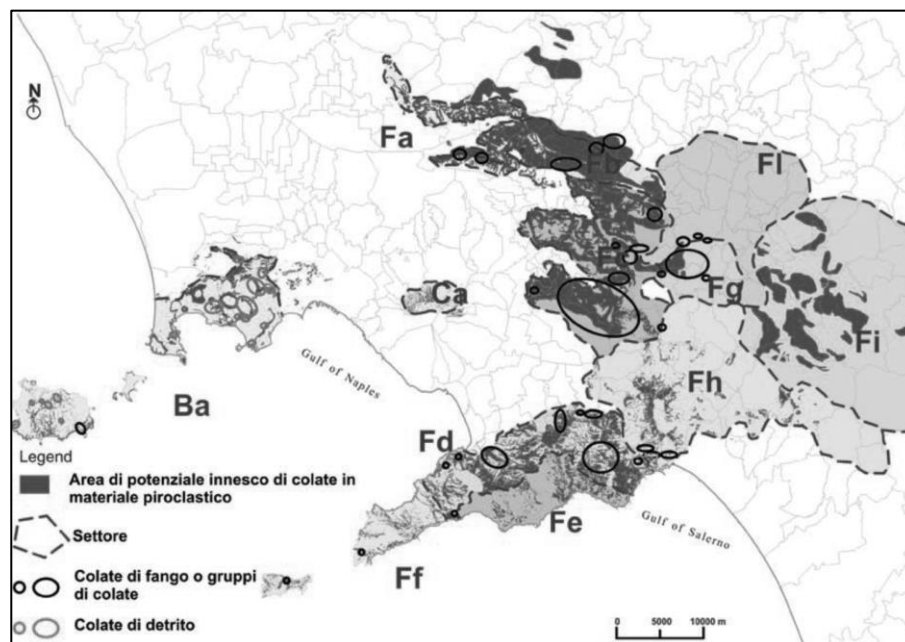 N
Fa
Fb
Fl
Ca
Fg
Fi
Gulf of Naples
Fh
Ba
Fd
Fe
Gulf of Salerno
Ff
Legend
Area di potenziale innesco di colate in
materiale piroclastico
Settore
Colate di fango o gruppi
di colate
Colate di detrito
0 5000 10000 m